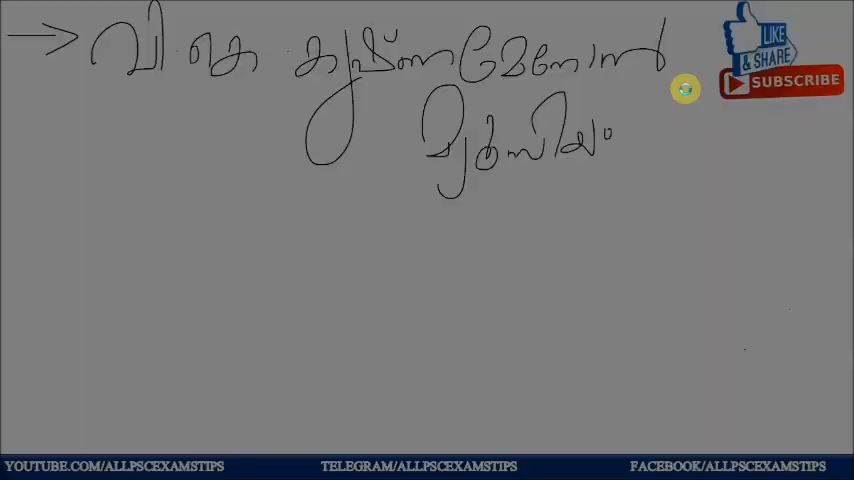 വി കെ കൃഷ്ണമേനോൻ
മ്യൂസിയം
LIKE
& SHARE
SUBSCRIBE
YOUTUBE.COM/ALLPSCEXAMSTIPS TELEGRAM/ALLPSCEXAMSTIPS FACEBOOK/ALLPSCEXAMSTIPS